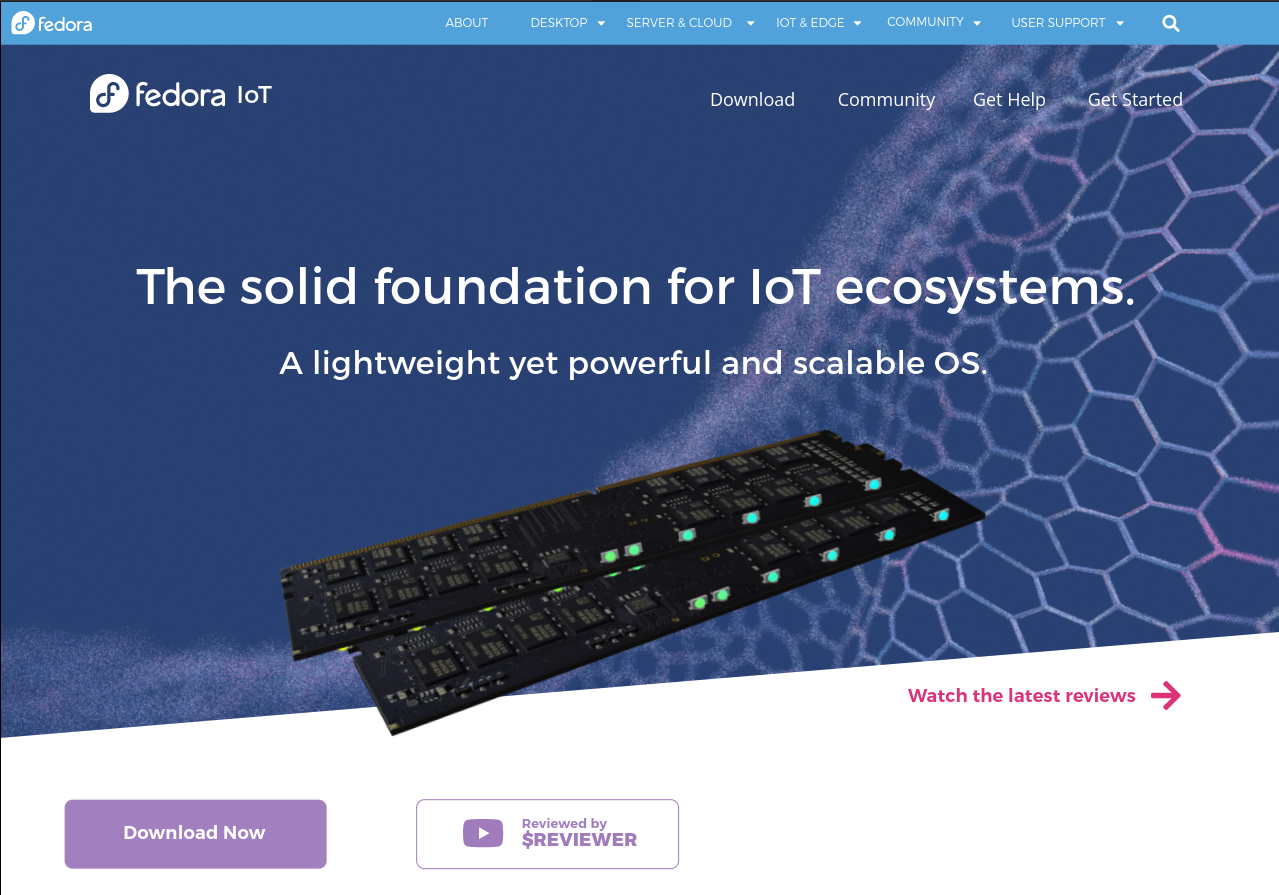 fedora
ABOUT
DESKTOP
SERVER & CLOUD
IOT & EDGE
COMMUNITY
USER SUPPORT
fedora IoT
Download
Community
Get Help
Get Started
The solid foundation for IoT ecosystems.
A lightweight yet powerful and scalable OS.
Watch the latest reviews
Download Now
Reviewed by
$REVIEWER